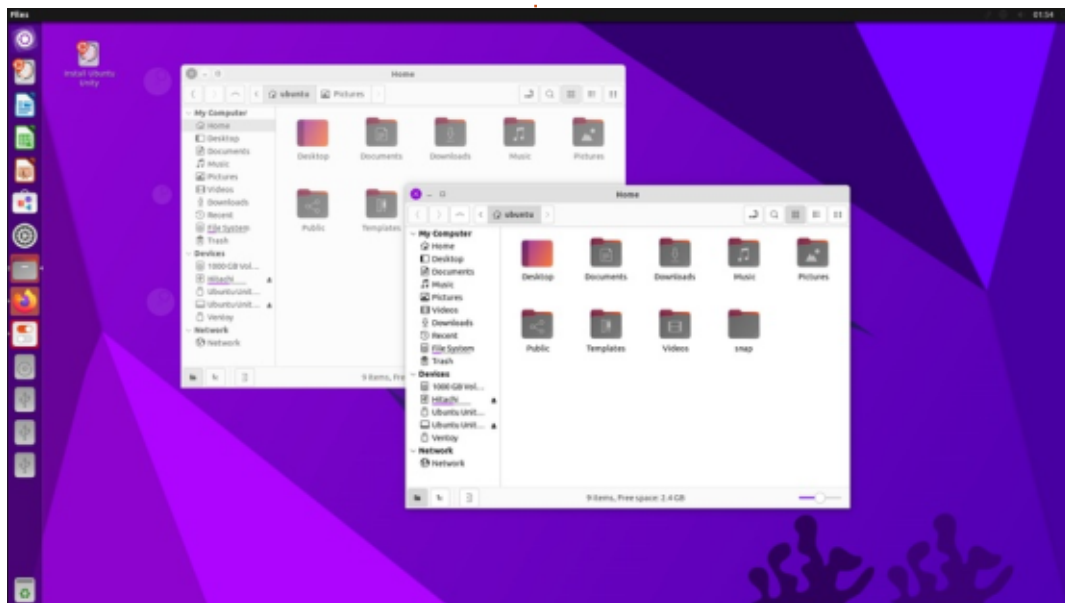 Files
01:34
Install Ubuntu
Unity
Home
ubuntu
Pictures
My Computer
Home
Desktop
Documents
Music
Pictures
Videos
Downloads
Recent
File System
Trash
Devices
1000 GB Vol...
Hitachi
Ubuntu Unit...
Ubuntu Unit...
Ventoy
Network
Network
Desktop
Documents
Downloads
Music
Pictures
Public
Templates
9 items, Fre
Home
ubuntu
My Computer
Home
Desktop
Documents
Music
Pictures
Videos
Downloads
Recent
File System
Trash
Devices
1000 GB Vol...
Hitachi
Ubuntu Unit...
Ubuntu Unit...
Ventoy
Network
Network
Desktop
Documents
Downloads
Music
Pictures
Public
Templates
Videos
snap
9 items, Free space: 2.4 GB